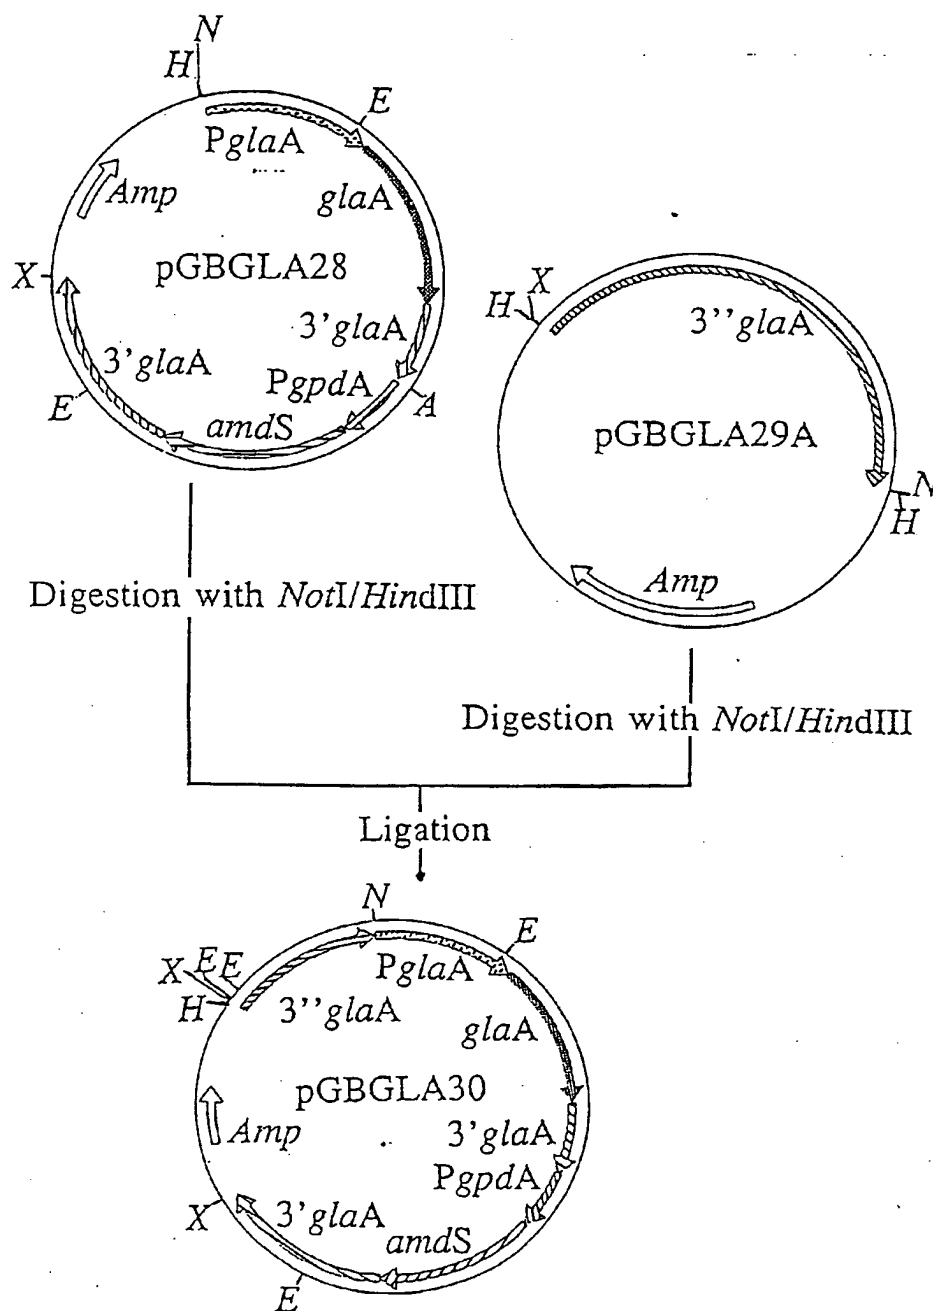 N
H
E
PglaA
glaA
Amp
X
pGBGLA28
3'glaA
PgpdA
A
3'glaA
amdS
E
X
H
3''glaA
pGBGLA29A
N
H
Amp
Digestion with NotI/HindIII
Digestion with NotI/HindIII
Ligation
N
E
X E E
H
PglaA
3''glaA
glaA
pGBGLA30
3'glaA
Amp
PgpdA
X
3'glaA
amdS
E